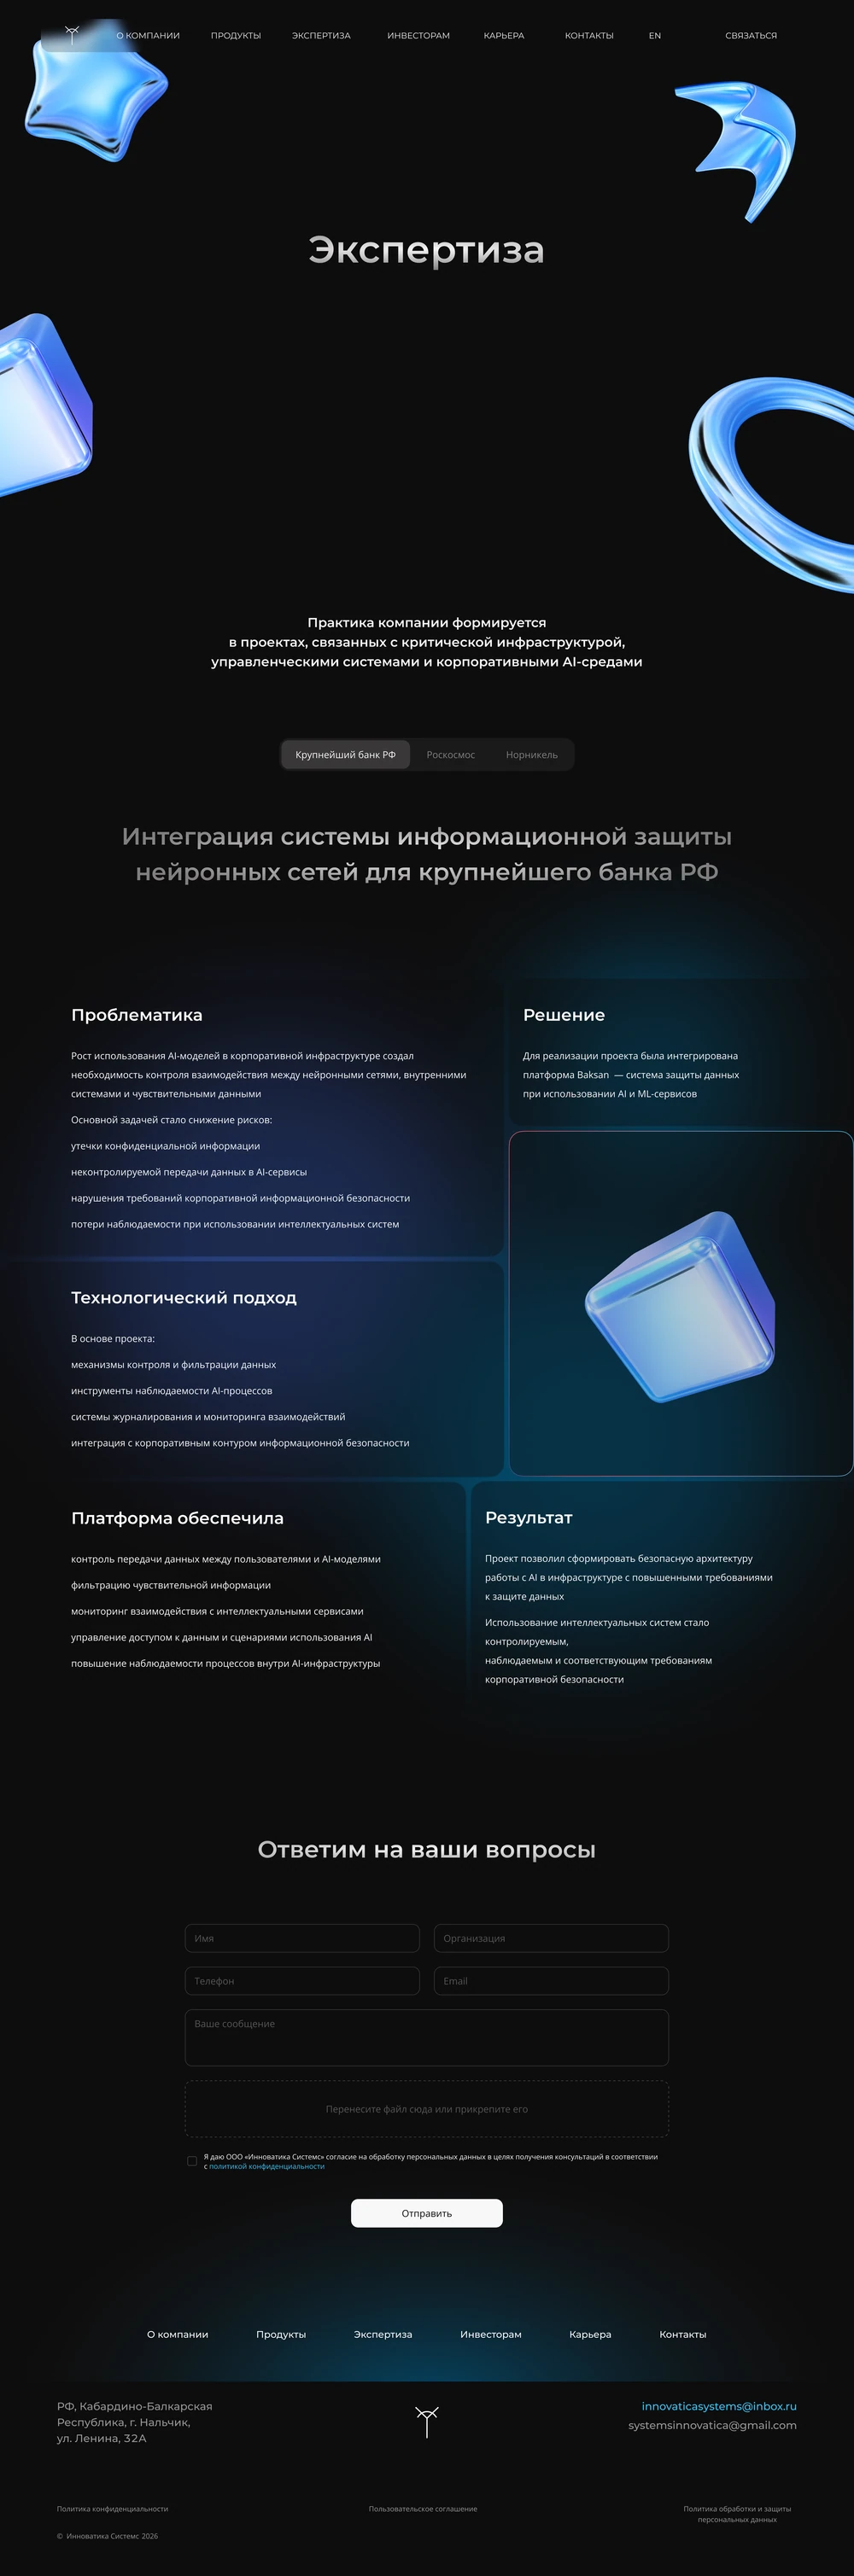 О КОМПАНИИ
ПРОДУКТЫ
ЭКСПЕРТИЗА
ИНВЕСТОРАМ
КАРЬЕРА
КОНТАКТЫ
EN
СВЯЗАТЬСЯ
Экспертиза
Практика компании формируется
в проектах, связанных с критической инфраструктурой,
управленческими системами и корпоративными AI-средами
Крупнейший банк РФ
Роскосмос
Норникель
Интеграция системы информационной защиты
нейронных сетей для крупнейшего банка РФ
Проблематика
Рост использования AI-моделей в корпоративной инфраструктуре создал
необходимость контроля взаимодействия между нейронными сетями, внутренними
системами и чувствительными данными
Основной задачей стало снижение рисков:
утечки конфиденциальной информации
неконтролируемой передачи данных в AI-сервисы
нарушения требований корпоративной информационной безопасности
потери наблюдаемости при использовании интеллектуальных систем
Решение
Для реализации проекта была интегрирована
платформа Baksan — система защиты данных
при использовании AI и ML-сервисов
Технологический подход
В основе проекта:
механизмы контроля и фильтрации данных
инструменты наблюдаемости AI-процессов
системы журналирования и мониторинга взаимодействий
интеграция с корпоративным контуром информационной безопасности
Платформа обеспечила
контроль передачи данных между пользователями и AI-моделями
фильтрацию чувствительной информации
мониторинг взаимодействия с интеллектуальными сервисами
управление доступом к данным и сценариями использования AI
повышение наблюдаемости процессов внутри AI-инфраструктуры
Результат
Проект позволил сформировать безопасную архитектуру
работы с AI в инфраструктуре с повышенными требованиями
к защите данных
Использование интеллектуальных систем стало
контролируемым,
наблюдаемым и соответствующим требованиям
корпоративной безопасности
Ответим на ваши вопросы
Имя
Организация
Телефон
Email
Ваше сообщение
Перенесите файл сюда или прикрепите его
Я даю ООО «Инноватика Системс» согласие на обработку персональных данных в целях получения консультаций в соответствии
с политикой конфиденциальности
Отправить
О компании
Продукты
Экспертиза
Инвесторам
Карьера
Контакты
РФ, Кабардино-Балкарская
Республика, г. Нальчик,
ул. Ленина, 32А
innovaticasystems@inbox.ru
systemsinnovatica@gmail.com
Политика конфиденциальности
Пользовательское соглашение
Политика обработки и защиты
персональных данных
© Инноватика Системс 2026